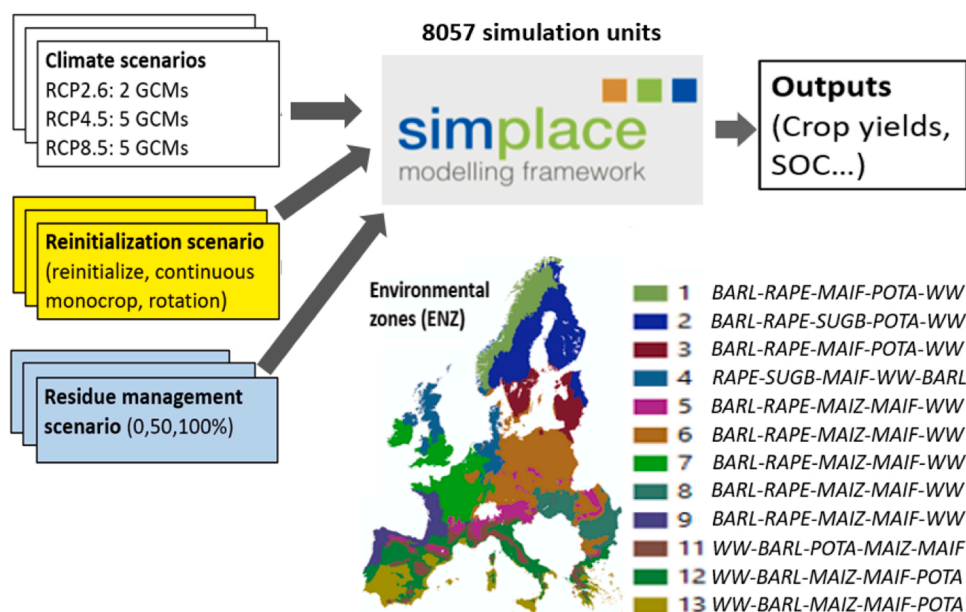 Climate scenarios
RCP2.6: 2 GCMs
RCP4.5: 5 GCMs
RCP8.5: 5 GCMs
Reinitialization scenario
(reinitialize, continuous
monocrop, rotation)
Residue management
scenario (0,50,100%)
8057 simulation units
simplace
modelling framework
Outputs
(Crop yields,
SOC...)
Environmental
zones (ENZ)
1 BARL-RAPE-MAIF-POTA-WW
2 BARL-RAPE-SUGB-POTA-WW
3 BARL-RAPE-MAIF-POTA-WW
4 RAPE-SUGB-MAIF-WW-BARL
5 BARL-RAPE-MAIZ-MAIF-WW
6 BARL-RAPE-MAIZ-MAIF-WW
7 BARL-RAPE-MAIZ-MAIF-WW
8 BARL-RAPE-MAIZ-MAIF-WW
9 BARL-RAPE-MAIZ-MAIF-WW
11 WW-BARL-POTA-MAIZ-MAIF
12 WW-BARL-MAIZ-MAIF-POTA
13 WW-BARL-MAIZ-MAIF-POTA